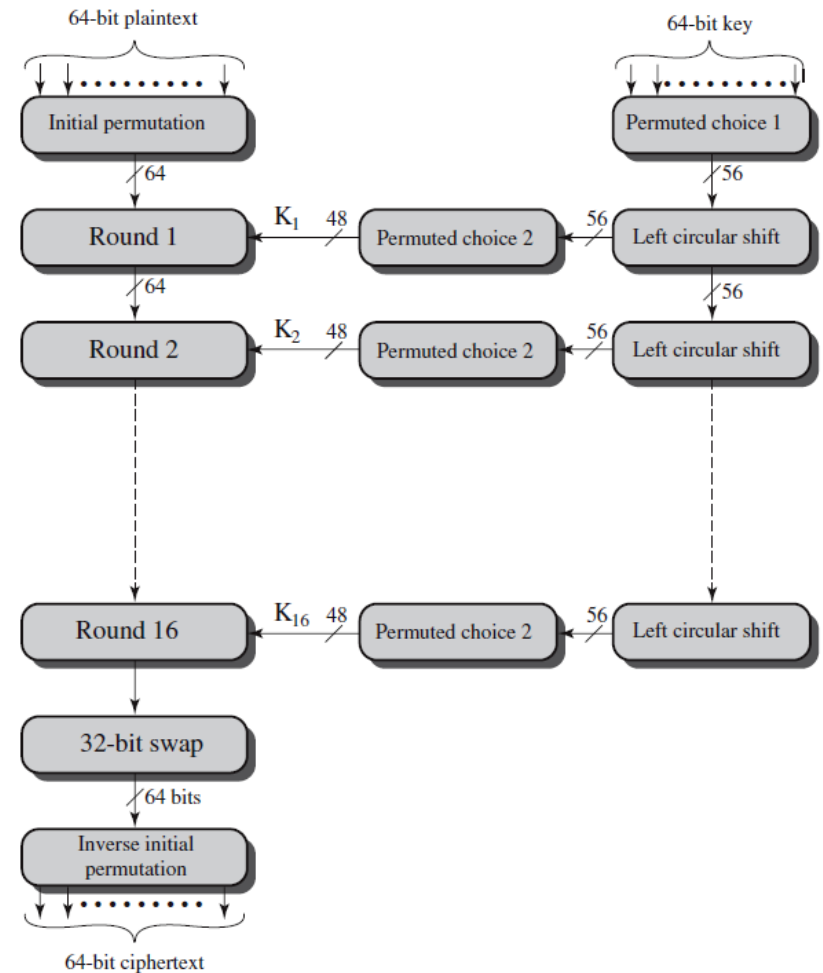 64-bit plaintext
64-bit key
Initial permutation
Permuted choice 1
64
56
Round 1
K₁
48
Permuted choice 2
56
Left circular shift
64
56
Round 2
K₂
48
Permuted choice 2
56
Left circular shift
Round 16
K₁₆
48
Permuted choice 2
56
Left circular shift
32-bit swap
64 bits
Inverse initial
permutation
64-bit ciphertext